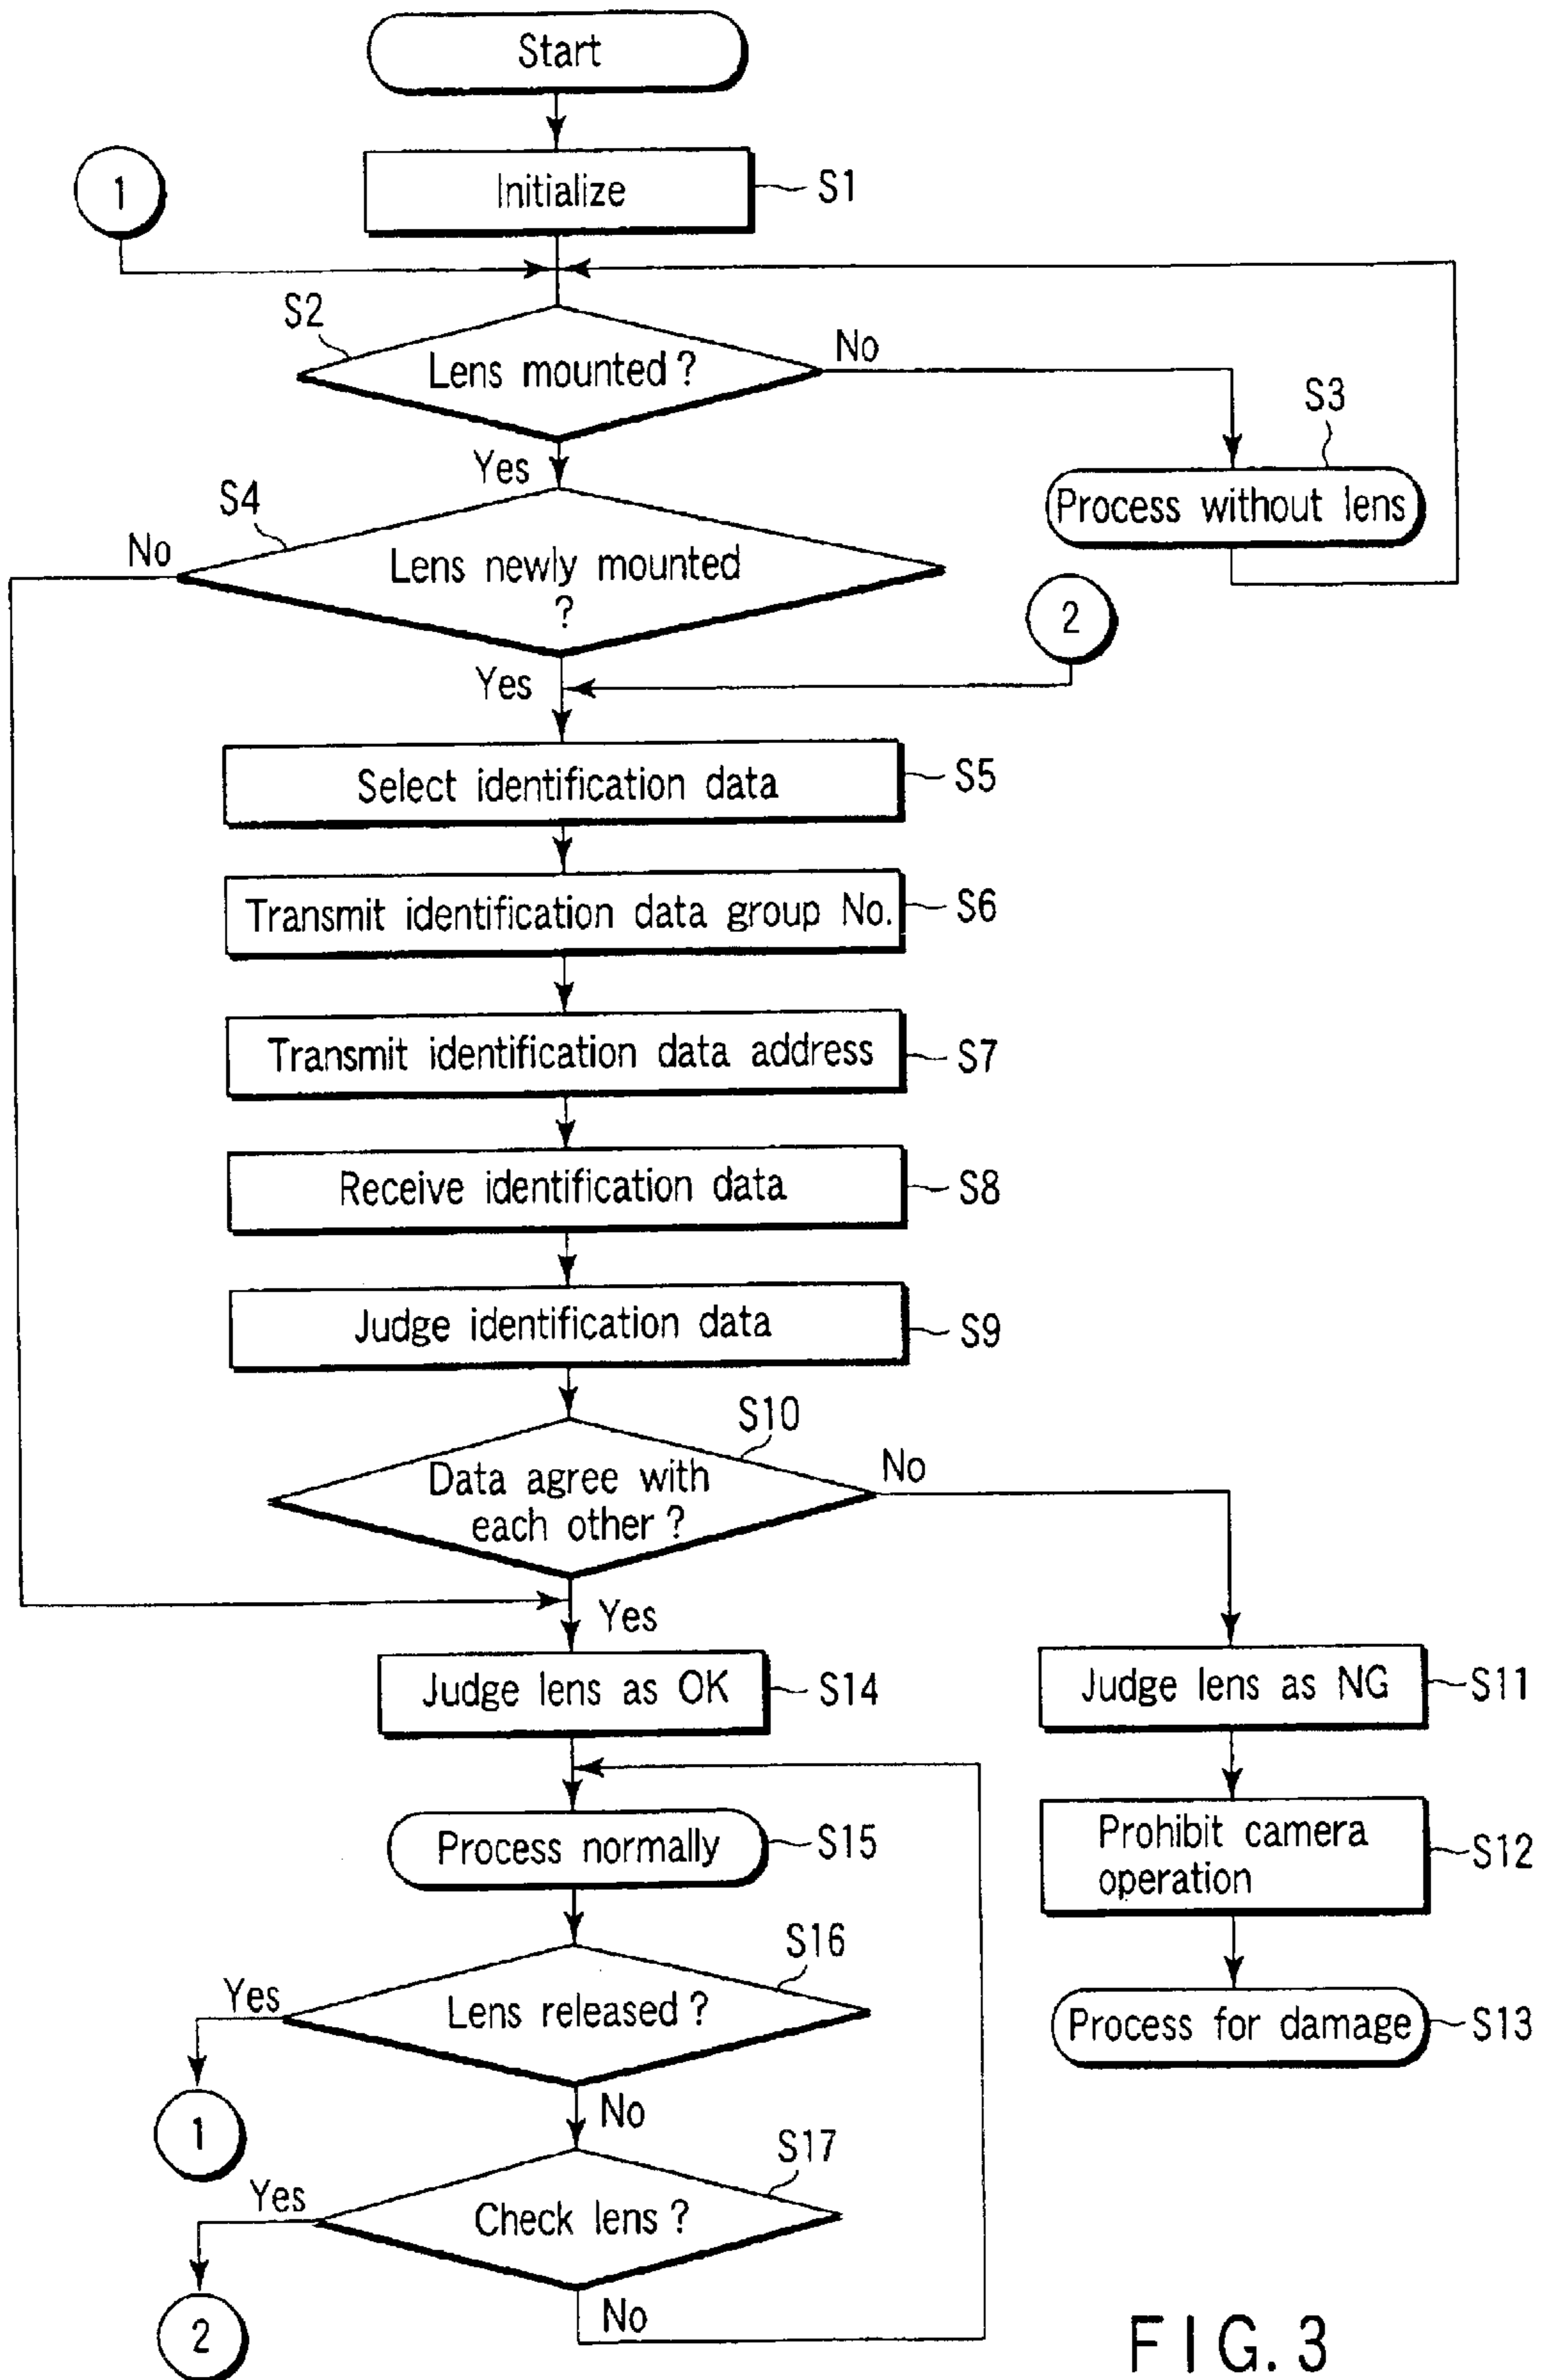 Start
Initialize
S1
1
S2
Lens mounted?
No
Yes
S3
Process without lens
S4
No
Lens newly mounted
?
2
Yes
Select identification data
S5
Transmit identification data group No.
S6
Transmit identification data address
S7
Receive identification data
S8
Judge identification data
S9
S10
Data agree with
each other?
No
Yes
Judge lens as OK
S14
Judge lens as NG
S11
Process normally
S15
Prohibit camera
operation
S12
S16
Yes
Lens released?
Process for damage
S13
1
No
S17
Yes
Check lens?
2
No
FIG. 3